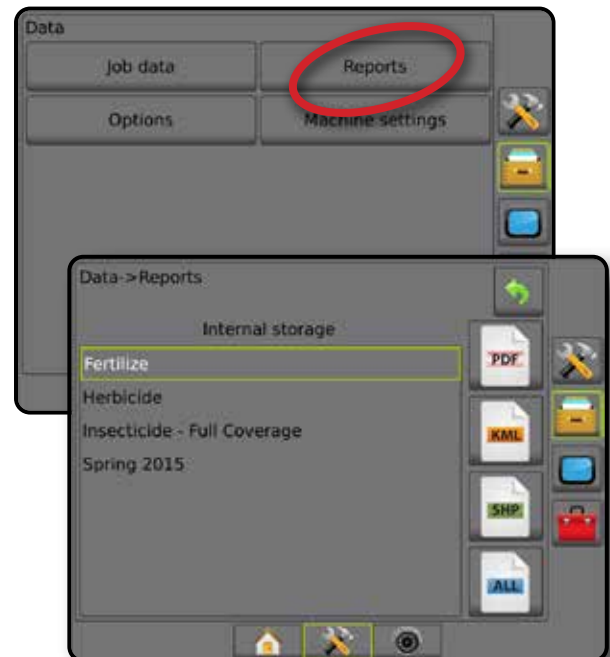 Data
Job data
Reports
Options
Machine settings
Data->Reports
Internal storage
Fertilize
Herbicide
Insecticide - Full Coverage
Spring 2015
PDF
KML
SHP
ALL